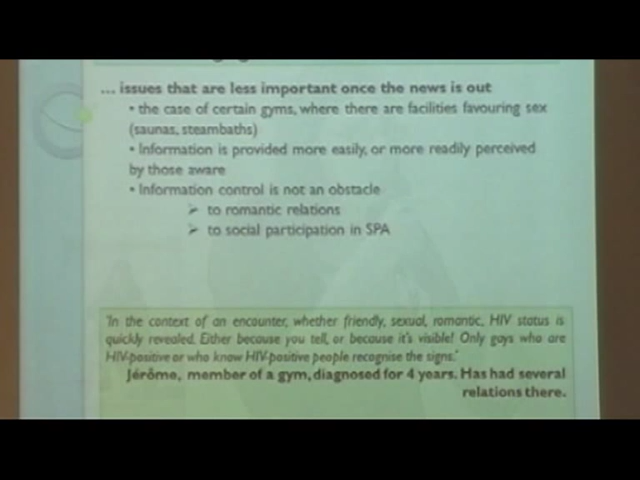 ... issues that are less important once the news is out
• the case of certain gyms, where there are facilities favouring sex
(saunas, steambaths)
• Information is provided more easily, or more readily perceived
by those aware
• Information control is not an obstacle
➢ to romantic relations
➢ to social participation in SPA
'In the context of an encounter, whether friendly, sexual, romantic, HIV status is
quickly revealed. Either because you tell, or because it's visible! Only gays who are
HIV-positive or who know HIV-positive people recognise the signs.'
Jérôme, member of a gym, diagnosed for 4 years. Has had several
relations there.